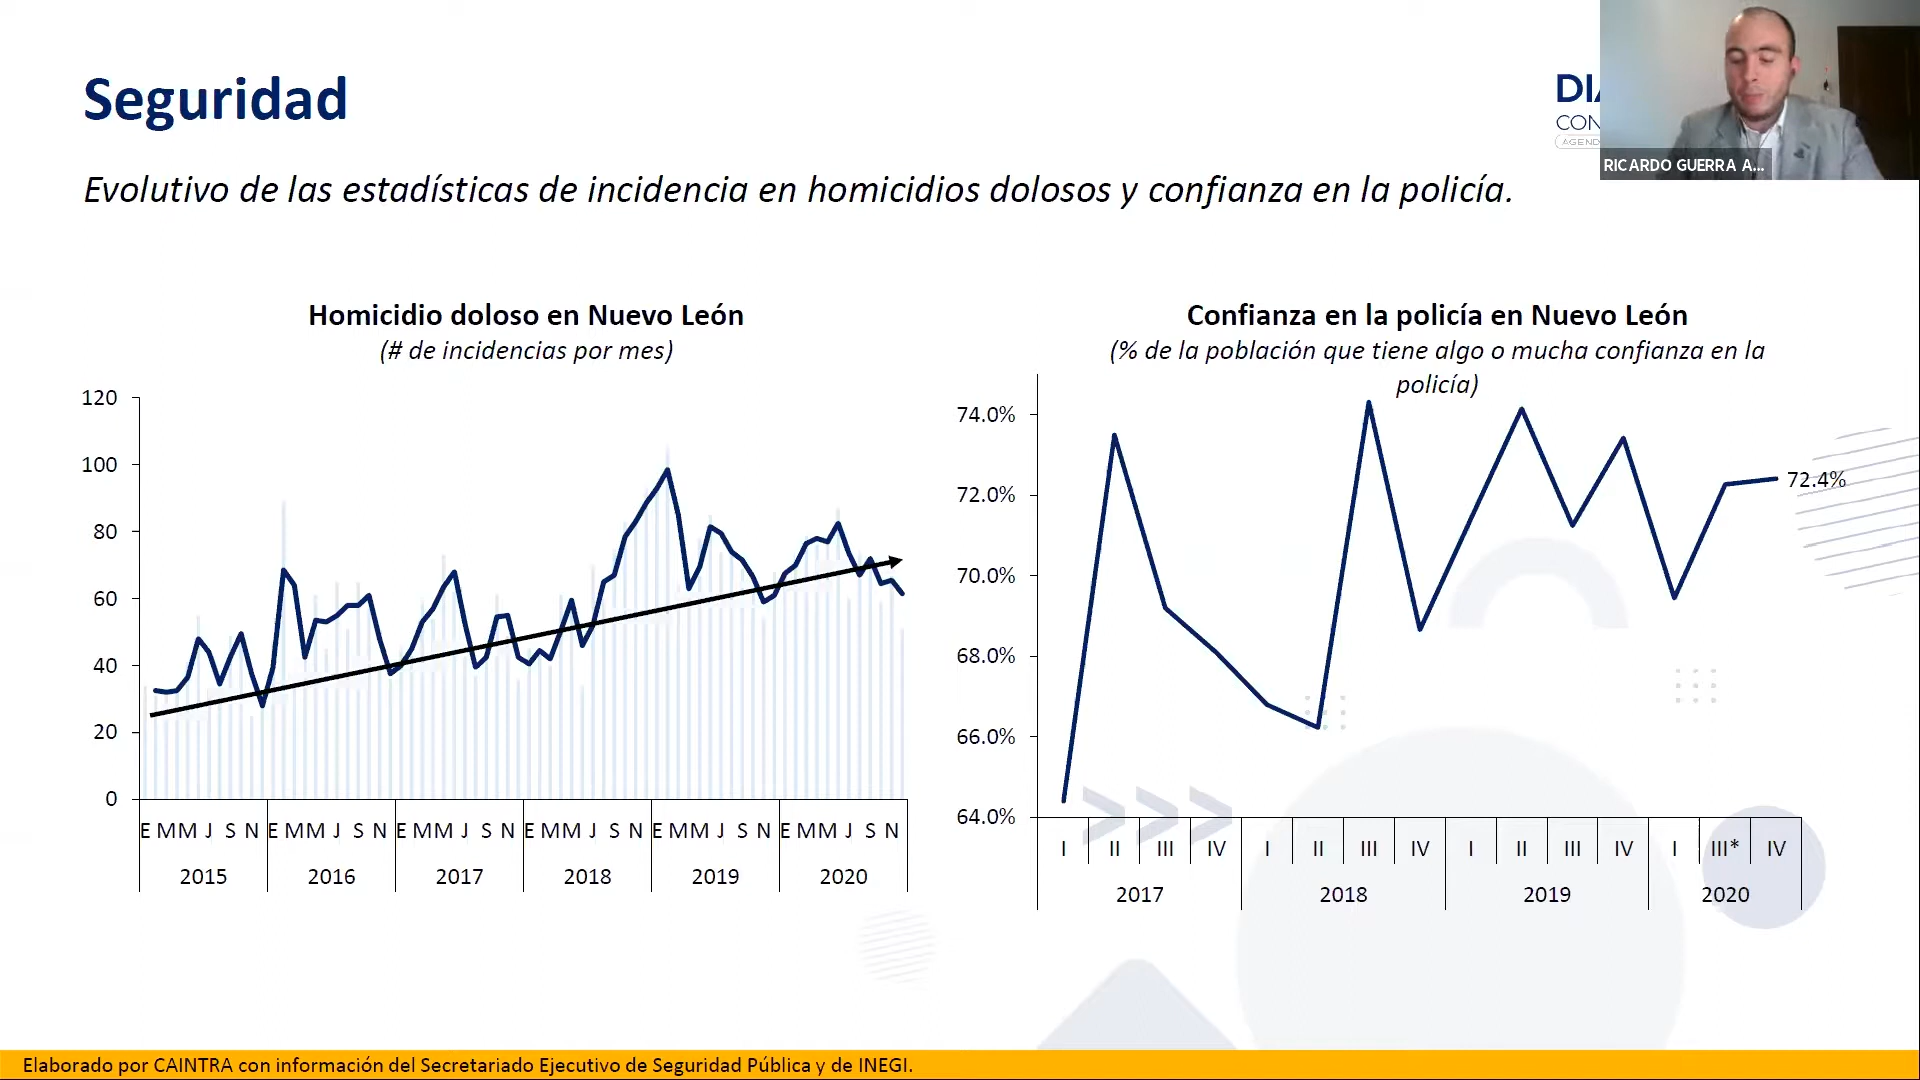 Seguridad
DI
CON
AGEND
RICARDO GUERRA A...
Evolutivo de las estadísticas de incidencia en homicidios dolosos y confianza en la policía.
Homicidio doloso en Nuevo León
(# de incidencias por mes)
120
100
80
60
40
20
0
E M M J S N E M M J S N E M M J S N E M M J S N E M M J S N E M M J S N
2015 2016 2017 2018 2019 2020
Confianza en la policía en Nuevo León
(% de la población que tiene algo o mucha confianza en la
policía)
74.0%
72.0%
70.0%
68.0%
66.0%
64.0%
72.4%
I II III IV I II III IV I II III IV I III* IV
2017 2018 2019 2020
Elaborado por CAINTRA con información del Secretariado Ejecutivo de Seguridad Pública y de INEGI.